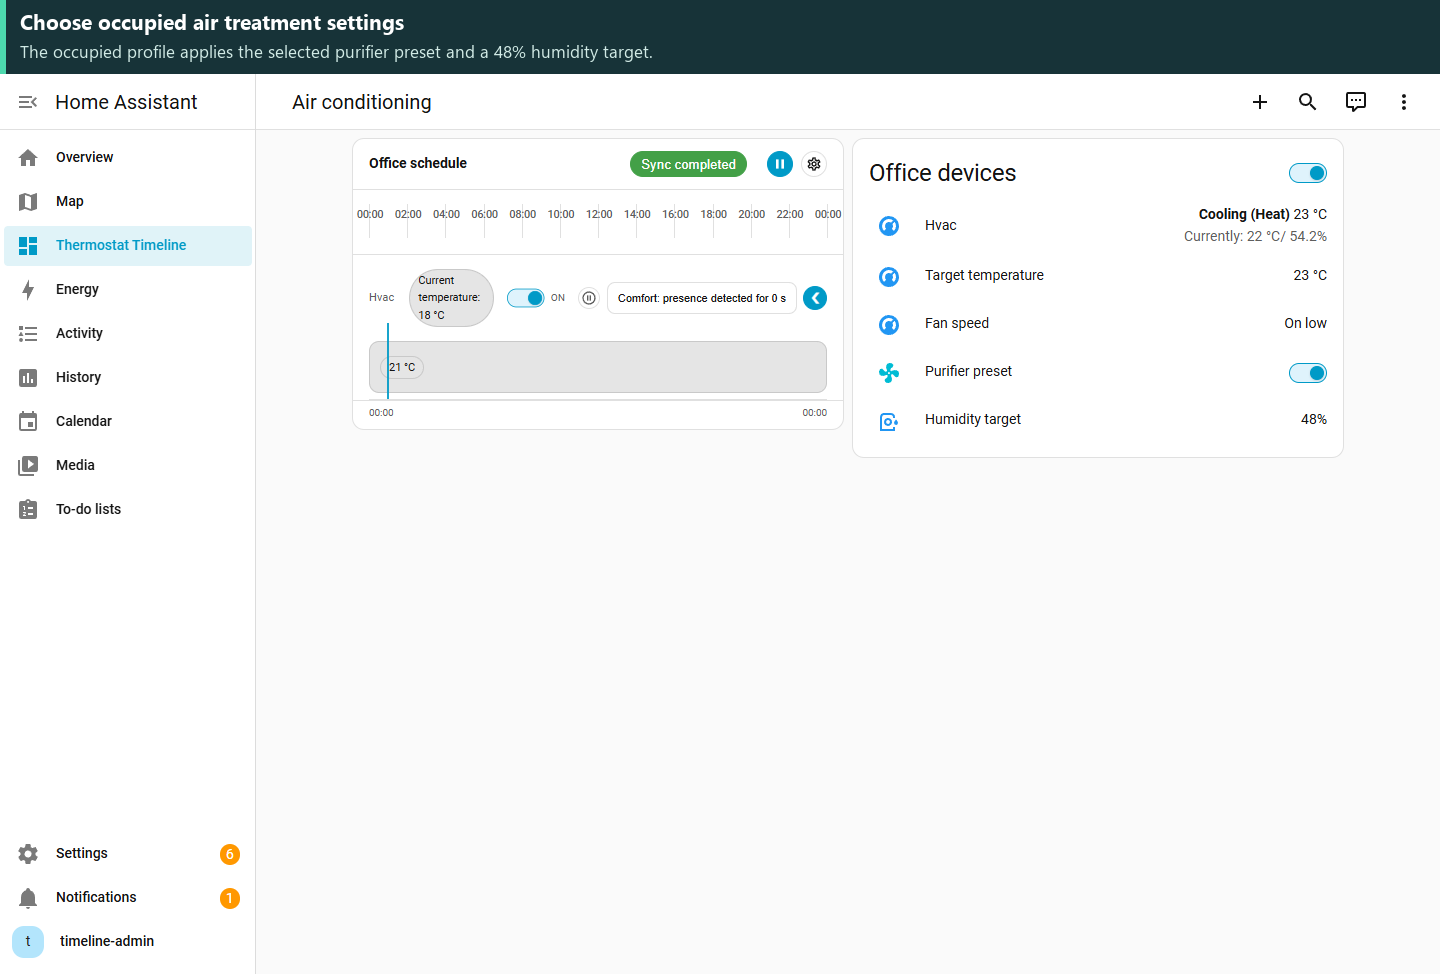 Choose occupied air treatment settings
The occupied profile applies the selected purifier preset and a 48% humidity target.
Home Assistant
Air conditioning
Overview
Map
Thermostat Timeline
Energy
Activity
History
Calendar
Media
To-do lists
Settings
6
Notifications
1
t
timeline-admin
Office schedule
Sync completed
00:00 02:00 04:00 06:00 08:00 10:00 12:00 14:00 16:00 18:00 20:00 22:00 00:00
Hvac
Current
temperature:
18 °C
ON
Comfort: presence detected for 0 s
21 °C
00:00 00:00
Office devices
Hvac
Cooling (Heat) 23 °C
Currently: 22 °C/ 54.2%
Target temperature 23 °C
Fan speed On low
Purifier preset
Humidity target 48%